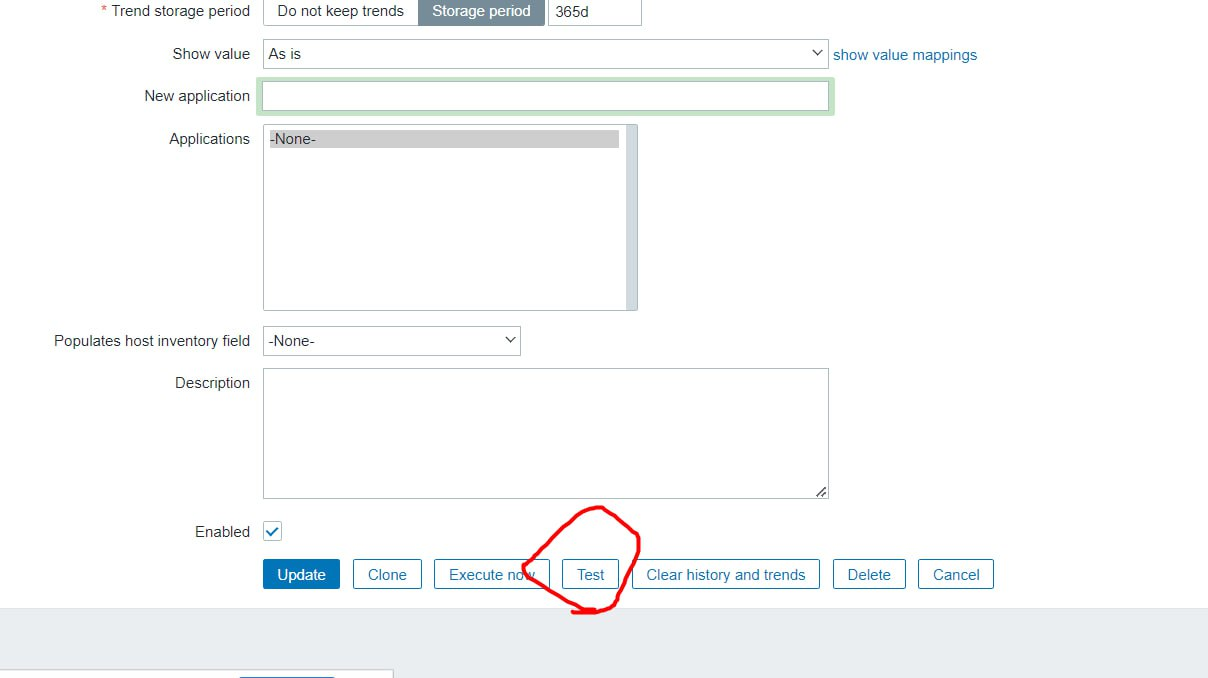 * Trend storage period Do not keep trends Storage period 365d
Show value As is show value mappings
New application
Applications -None-
Populates host inventory field -None-
Description
Enabled
Update Clone Execute now Test Clear history and trends Delete Cancel